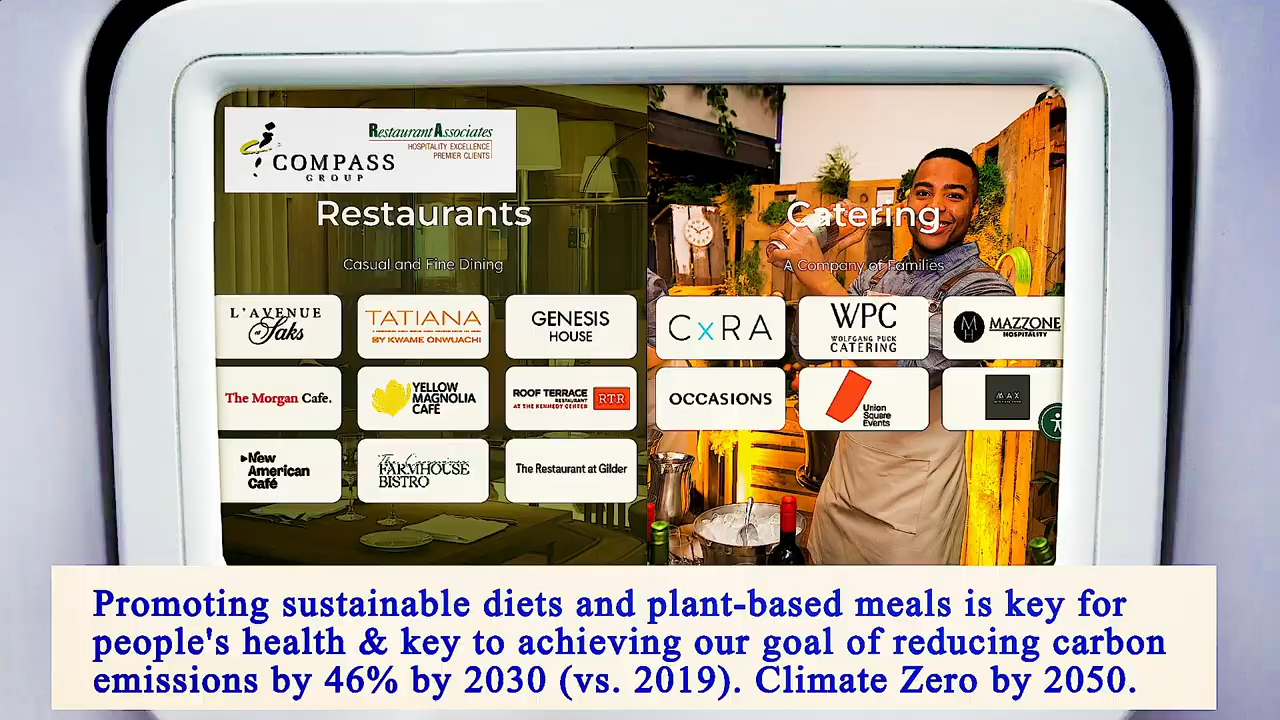 COMPASS
GROUP
Restaurant Associates
HOSPITALITY EXCELLENCE
PREMIER CLIENTS
Restaurants
Casual and Fine Dining
L'AVENUE
Saks
TATIANA
BY KWAME ONWUACHI
GENESIS
HOUSE
The Morgan Cafe.
YELLOW
MAGNOLIA
CAFÉ
ROOF TERRACE
RESTAURANT
AT THE KENNEDY CENTER
RTR
New
American
Café
FARMHOUSE
BISTRO
The Restaurant at Gilder
Catering
A Company of Families
CxRA
WPC
WOLFGANG PUCK
CATERING
MH
MAZZONE
HOSPITALITY
OCCASIONS
Union
Square
Events
MAX
Promoting sustainable diets and plant-based meals is key for
people's health & key to achieving our goal of reducing carbon
emissions by 46% by 2030 (vs. 2019). Climate Zero by 2050.